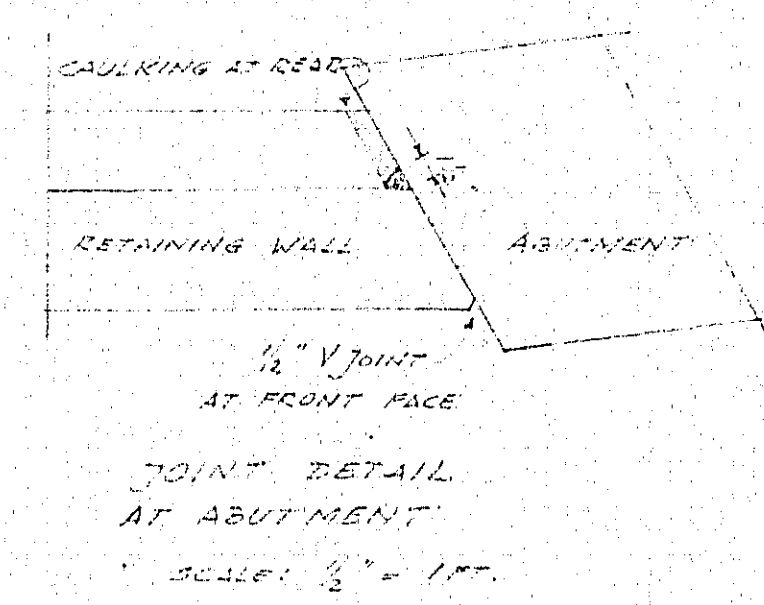 CAULKING AT REAR
RETAINING WALL
ABUTMENT
1/2" V JOINT
AT FRONT FACE
JOINT DETAIL
AT ABUTMENT
SCALE: 1/2" = 1 FT.